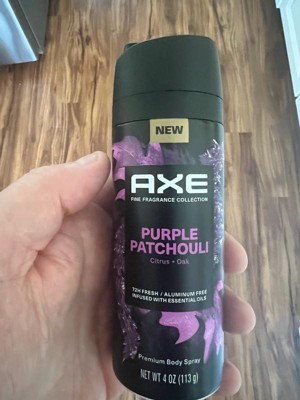 NEW
AXE
FINE FRAGRANCE COLLECTION
PURPLE
PATCHOULI
Citrus + Oak
72H FRESH / ALUMINUM FREE
INFUSED WITH ESSENTIAL OILS
Premium Body Spray
NET WT 4 OZ (113 g)